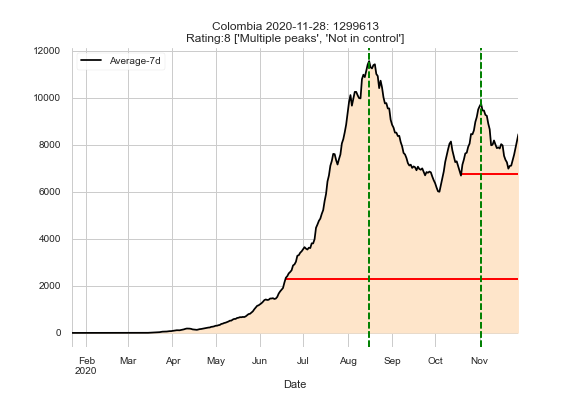 Colombia 2020-11-28: 1299613
Rating:8 ['Multiple peaks', 'Not in control']
Average-7d
12000
10000
8000
6000
4000
2000
0
Feb Mar Apr May Jun Jul Aug Sep Oct Nov
2020
Date